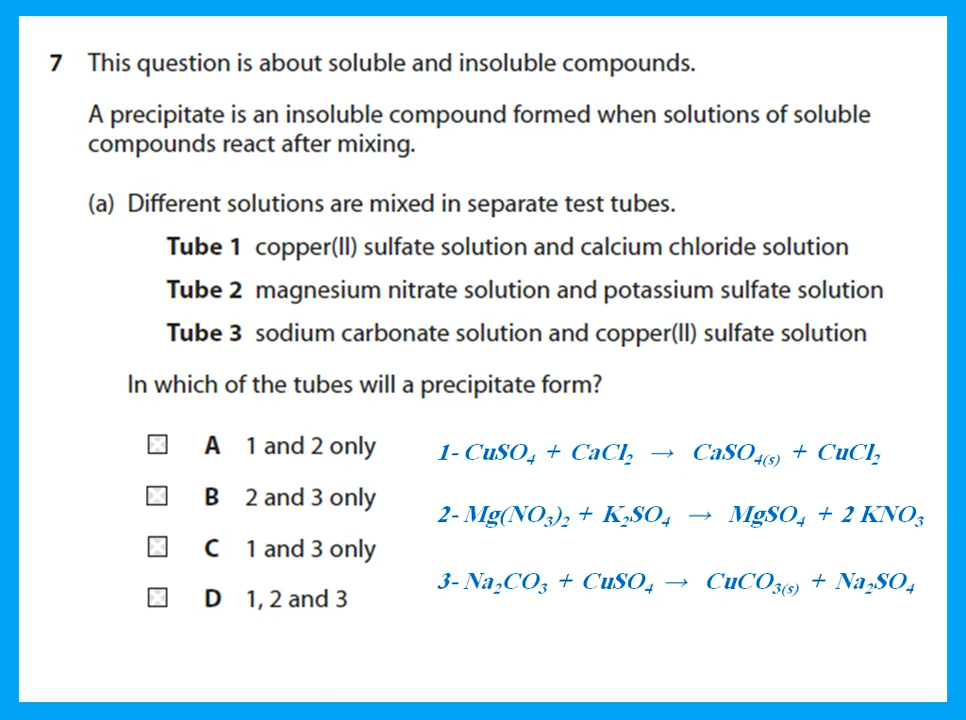 7 This question is about soluble and insoluble compounds.
A precipitate is an insoluble compound formed when solutions of soluble
compounds react after mixing.
(a) Different solutions are mixed in separate test tubes.
Tube 1 copper(II) sulfate solution and calcium chloride solution
Tube 2 magnesium nitrate solution and potassium sulfate solution
Tube 3 sodium carbonate solution and copper(II) sulfate solution
In which of the tubes will a precipitate form?
A 1 and 2 only
1- CuSO₄ + CaCl₂ → CaSO₄₍ₛ₎ + CuCl₂
B 2 and 3 only
2- Mg(NO₃)₂ + K₂SO₄ → MgSO₄ + 2 KNO₃
C 1 and 3 only
3- Na₂CO₃ + CuSO₄ → CuCO₃₍ₛ₎ + Na₂SO₄
D 1, 2 and 3